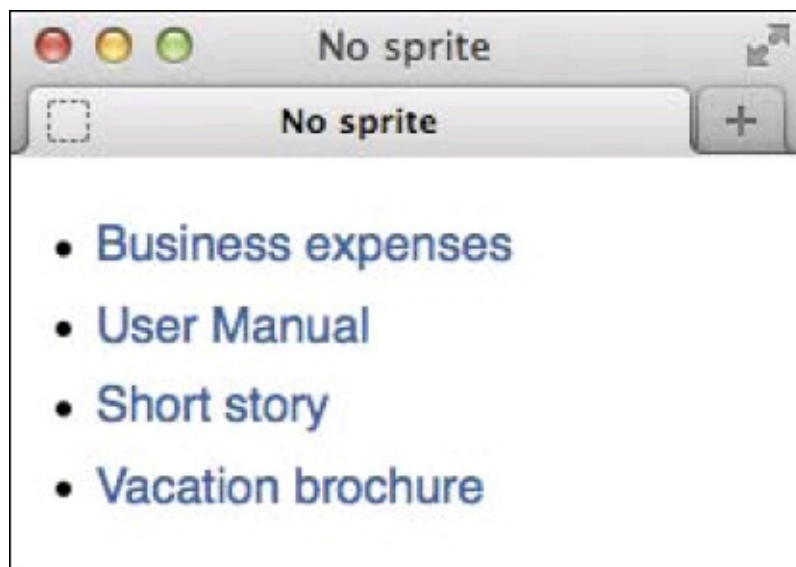 No sprite
No sprite
• Business expenses
• User Manual
• Short story
• Vacation brochure